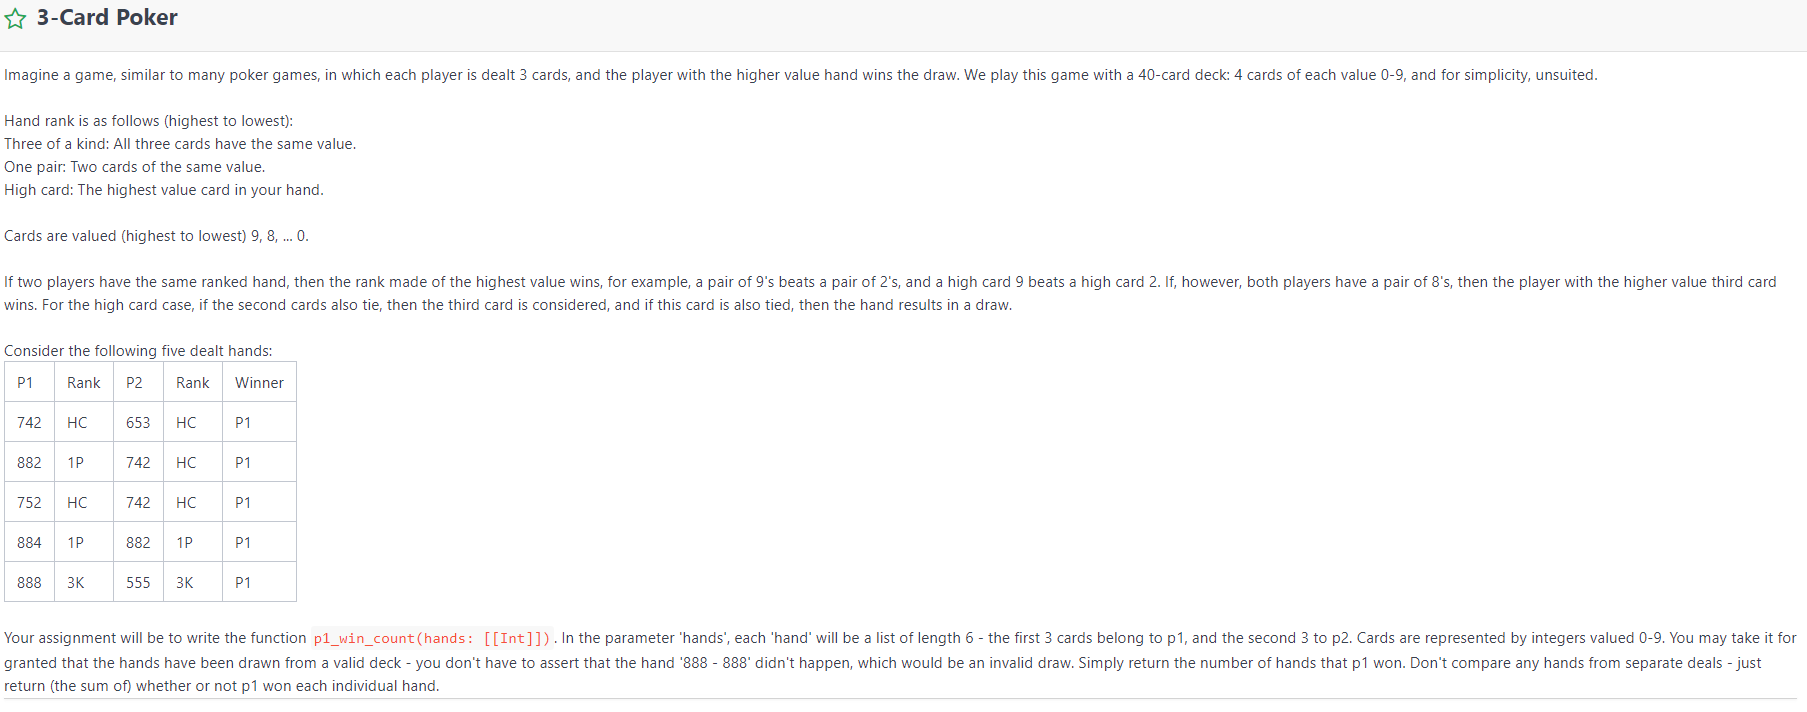 3-Card Poker
Imagine a game, similar to many poker games, in which each player is dealt 3 cards, and the player with the higher value hand wins the draw. We play this game with a 40-card deck: 4 cards of each value 0-9, and for simplicity, unsuited.
Hand rank is as follows (highest to lowest):
Three of a kind: All three cards have the same value.
One pair: Two cards of the same value.
High card: The highest value card in your hand.
Cards are valued (highest to lowest) 9, 8, ... 0.
If two players have the same ranked hand, then the rank made of the highest value wins, for example, a pair of 9's beats a pair of 2's, and a high card 9 beats a high card 2. If, however, both players have a pair of 8's, then the player with the higher value third card
wins. For the high card case, if the second cards also tie, then the third card is considered, and if this card is also tied, then the hand results in a draw.
Consider the following five dealt hands:
P1 Rank P2 Rank Winner
742 HC 653 HC P1
882 1P 742 HC P1
752 HC 742 HC P1
884 1P 882 1P P1
888 3K 555 3K P1
Your assignment will be to write the function p1_win_count(hands: [[Int]]). In the parameter 'hands', each 'hand' will be a list of length 6 - the first 3 cards belong to p1, and the second 3 to p2. Cards are represented by integers valued 0-9. You may take it for
granted that the hands have been drawn from a valid deck - you don't have to assert that the hand '888 - 888' didn't happen, which would be an invalid draw. Simply return the number of hands that p1 won. Don't compare any hands from separate deals - just
return (the sum of) whether or not p1 won each individual hand.